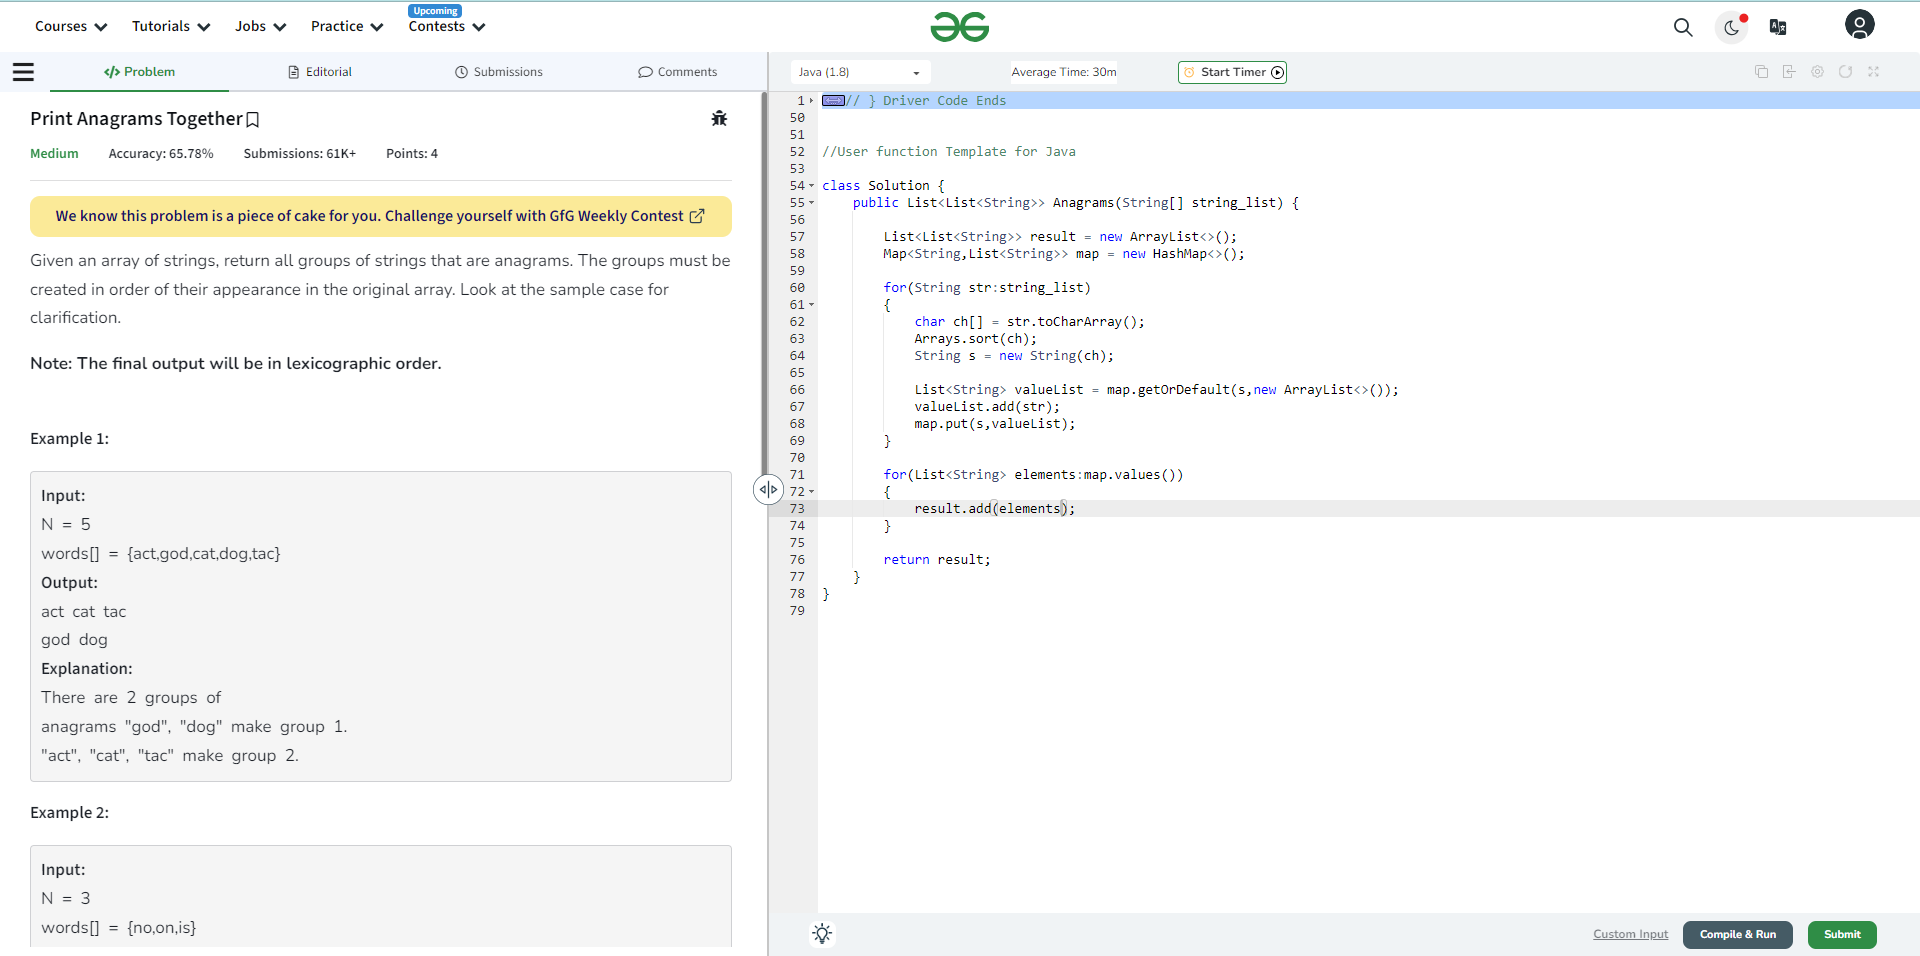 Courses Tutorials Jobs Practice Upcoming Contests
Problem Editorial Submissions Comments
Java (1.8) Average Time: 30m Start Timer
Print Anagrams Together
Medium Accuracy: 65.78% Submissions: 61K+ Points: 4
We know this problem is a piece of cake for you. Challenge yourself with GfG Weekly Contest
Given an array of strings, return all groups of strings that are anagrams. The groups must be
created in order of their appearance in the original array. Look at the sample case for
clarification.
Note: The final output will be in lexicographic order.
Example 1:
Input:
N = 5
words[] = {act,god,cat,dog,tac}
Output:
act cat tac
god dog
Explanation:
There are 2 groups of
anagrams "god", "dog" make group 1.
"act", "cat", "tac" make group 2.
Example 2:
Input:
N = 3
words[] = {no,on,is}
1 // } Driver Code Ends
50
51
52 //User function Template for Java
53
54 class Solution {
55 public List<List<String>> Anagrams(String[] string_list) {
56
57 List<List<String>> result = new ArrayList<>();
58 Map<String,List<String>> map = new HashMap<>();
59
60 for(String str:string_list)
61 {
62 char ch[] = str.toCharArray();
63 Arrays.sort(ch);
64 String s = new String(ch);
65
66 List<String> valueList = map.getOrDefault(s,new ArrayList<>());
67 valueList.add(str);
68 map.put(s,valueList);
69 }
70
71 for(List<String> elements:map.values())
72 {
73 result.add(elements);
74 }
75
76 return result;
77 }
78 }
79
Custom Input Compile & Run Submit